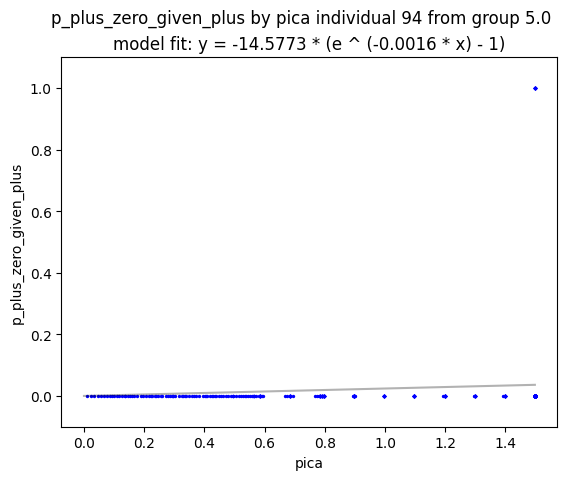 p_plus_zero_given_plus by pica individual 94 from group 5.0
model fit: y = -14.5773 * (e ^ (-0.0016 * x) - 1)
1.0
0.8
0.6
0.4
0.2
0.0
p_plus_zero_given_plus
0.0 0.2 0.4 0.6 0.8 1.0 1.2 1.4
pica